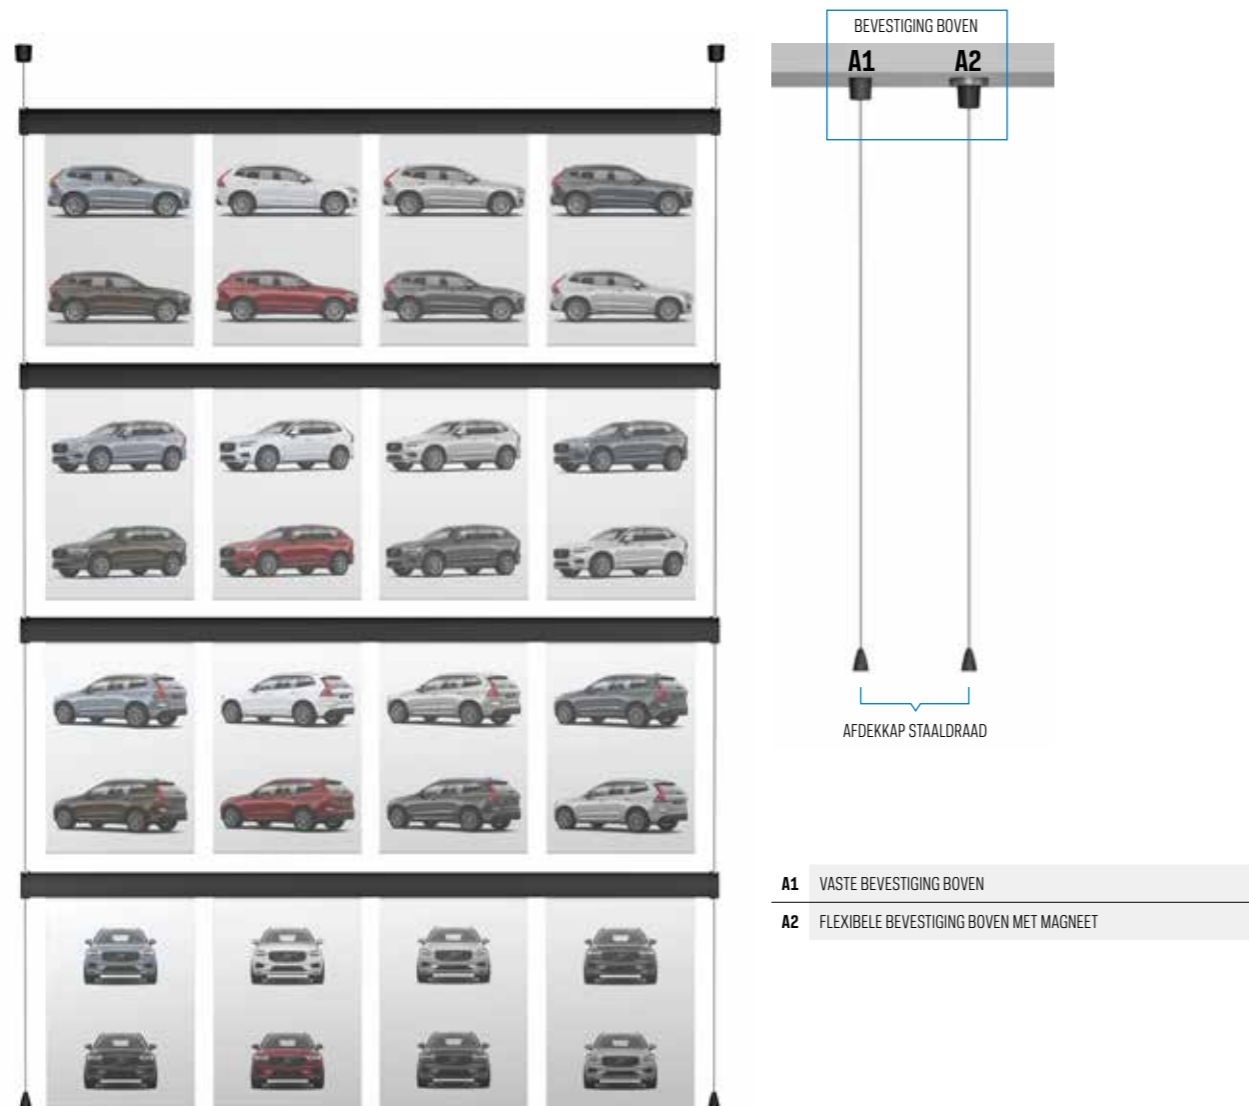 BEVESTIGING BOVEN
A1 A2
AFDEKKAP STAALDRAAD
A1 VASTE BEVESTIGING BOVEN
A2 FLEXIBELE BEVESTIGING BOVEN MET MAGNEET